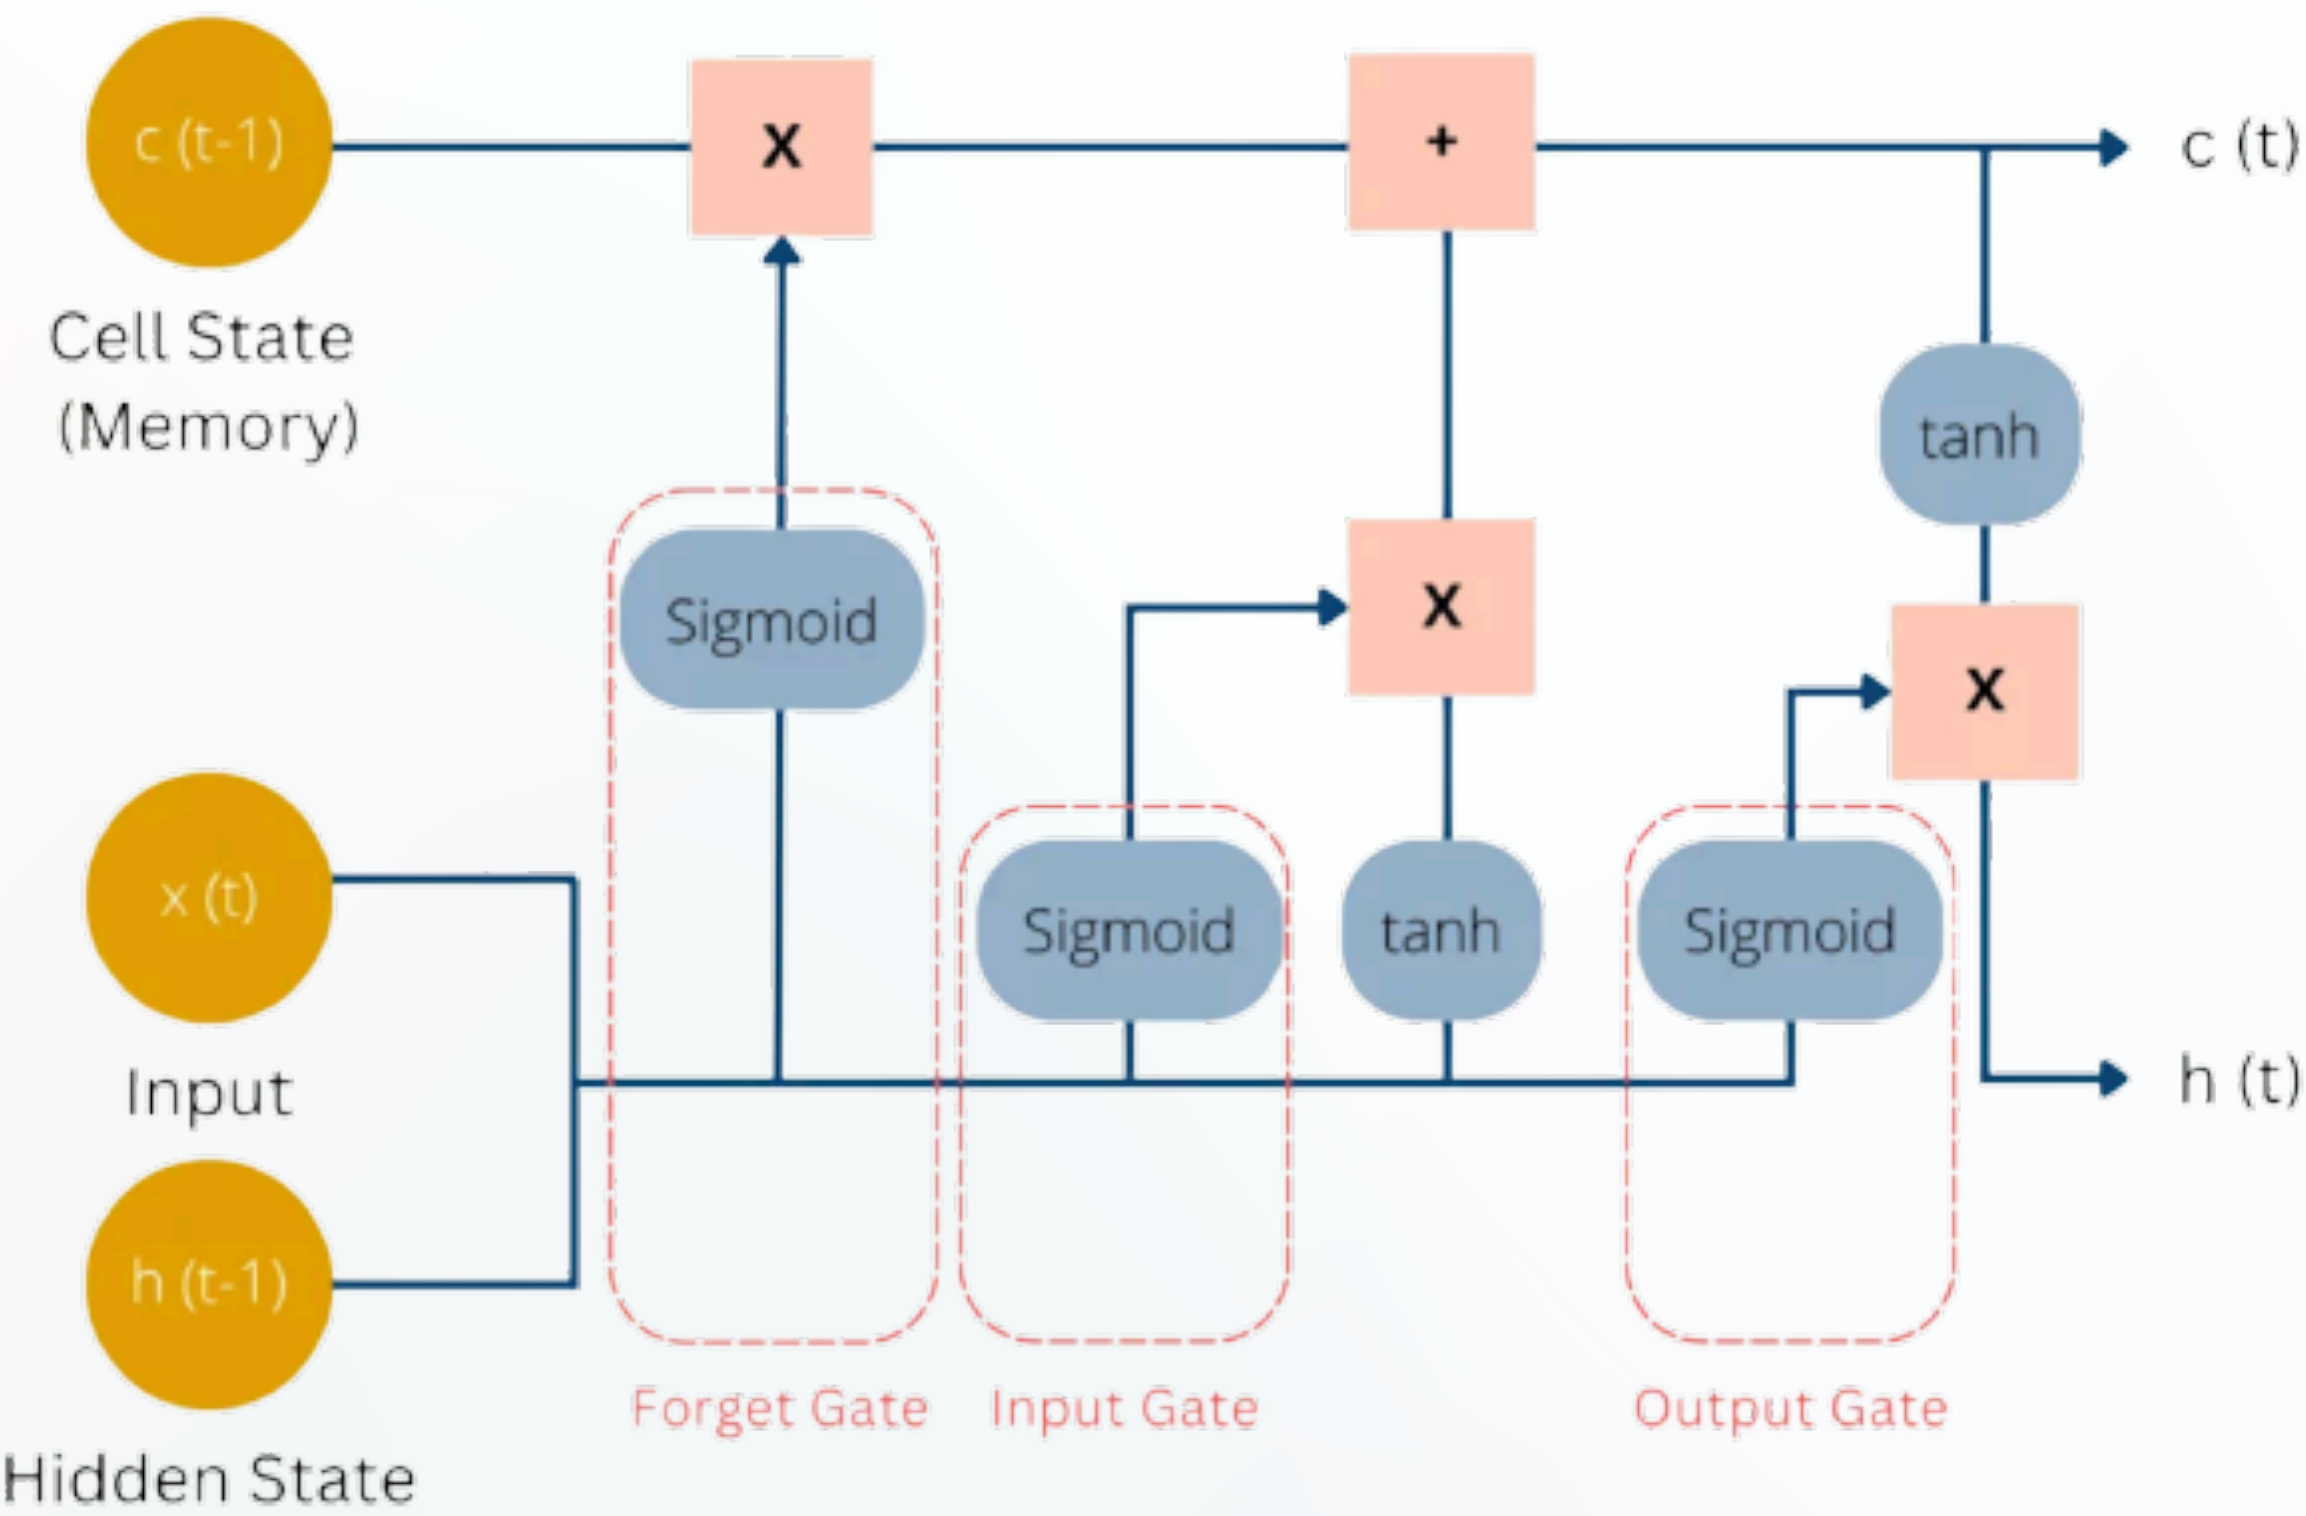 c (t-1)
X
+
c (t)
Cell State
(Memory)
tanh
Sigmoid
X
X
x (t)
Sigmoid
tanh
Sigmoid
Input
h (t)
h (t-1)
Forget Gate
Input Gate
Output Gate
Hidden State